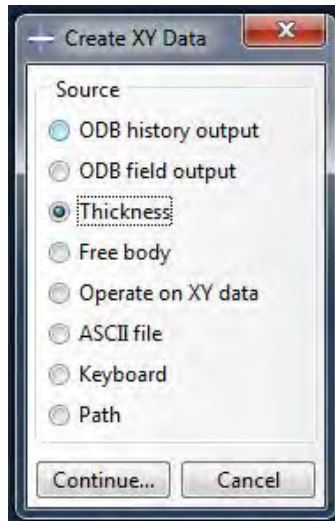 Create XY Data
Source
ODB history output
ODB field output
Thickness
Free body
Operate on XY data
ASCII file
Keyboard
Path
Continue... Cancel